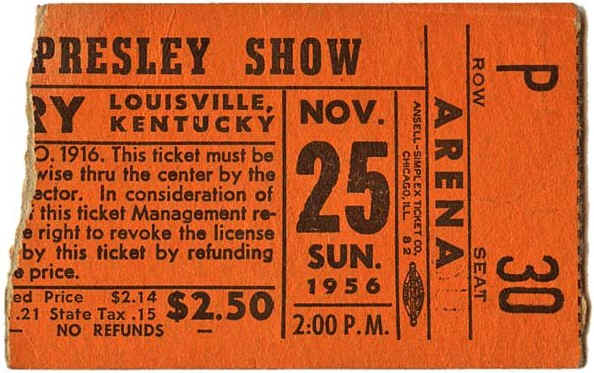 PRESLEY SHOW
RY LOUISVILLE,
KENTUCKY
O. 1916. This ticket must be
wise thru the center by the
ector. In consideration of
this ticket Management re-
e right to revoke the license
by this ticket by refunding
e price.
ed Price $2.14
.21 State Tax .15
$2.50
— NO REFUNDS —
NOV.
25
SUN.
1956
2:00 P.M.
ANSELL-SIMPLEX TICKET CO.
CHICAGO, ILL. 82
ARENA
ROW P
SEAT 30